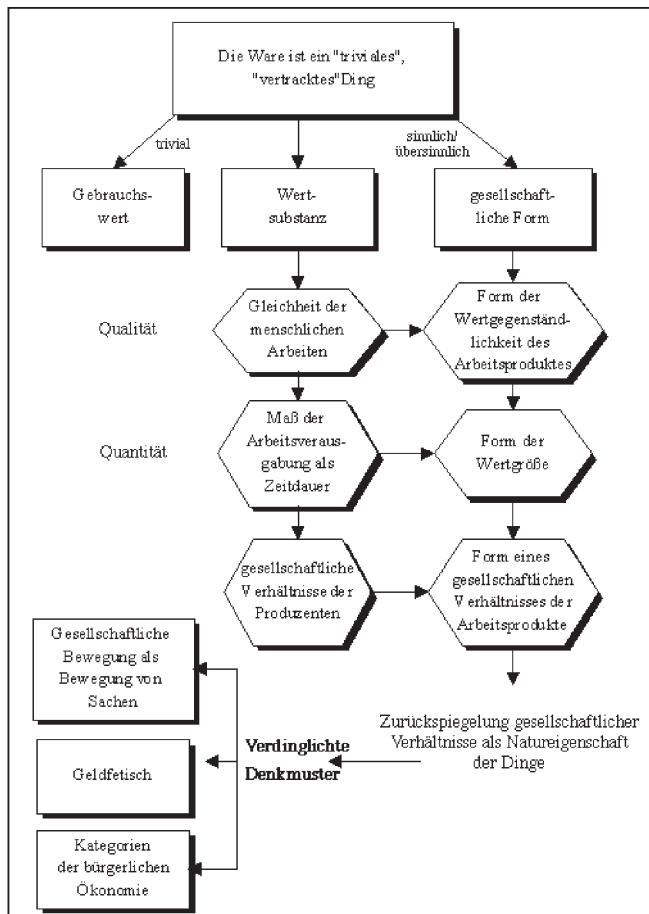 Die Ware ist ein "triviales",
"vertracktes"Ding
trivial
sinnlich/
übersinnlich
Gebrauchs-
wert
Wert-
substanz
gesellschaft-
liche Form
Qualität
Gleichheit der
menschlichen
Arbeiten
Form der
Wertgegenständ-
lichkeit des
Arbeitsproduktes
Quantität
Maß der
Arbeitsveraus-
gabung als
Zeitdauer
Form der
Wertgröße
gesellschaftliche
Verhältnisse der
Produzenten
Form eines
gesellschaftlichen
Verhältnisses der
Arbeitsprodukte
Gesellschaftliche
Bewegung als
Bewegung von
Sachen
Zurückspiegelung gesellschaftlicher
Verhältnisse als Natureigenschaft
der Dinge
Verdinglichte
Denkmuster
Geldfetisch
Kategorien
der bürgerlichen
Ökonomie